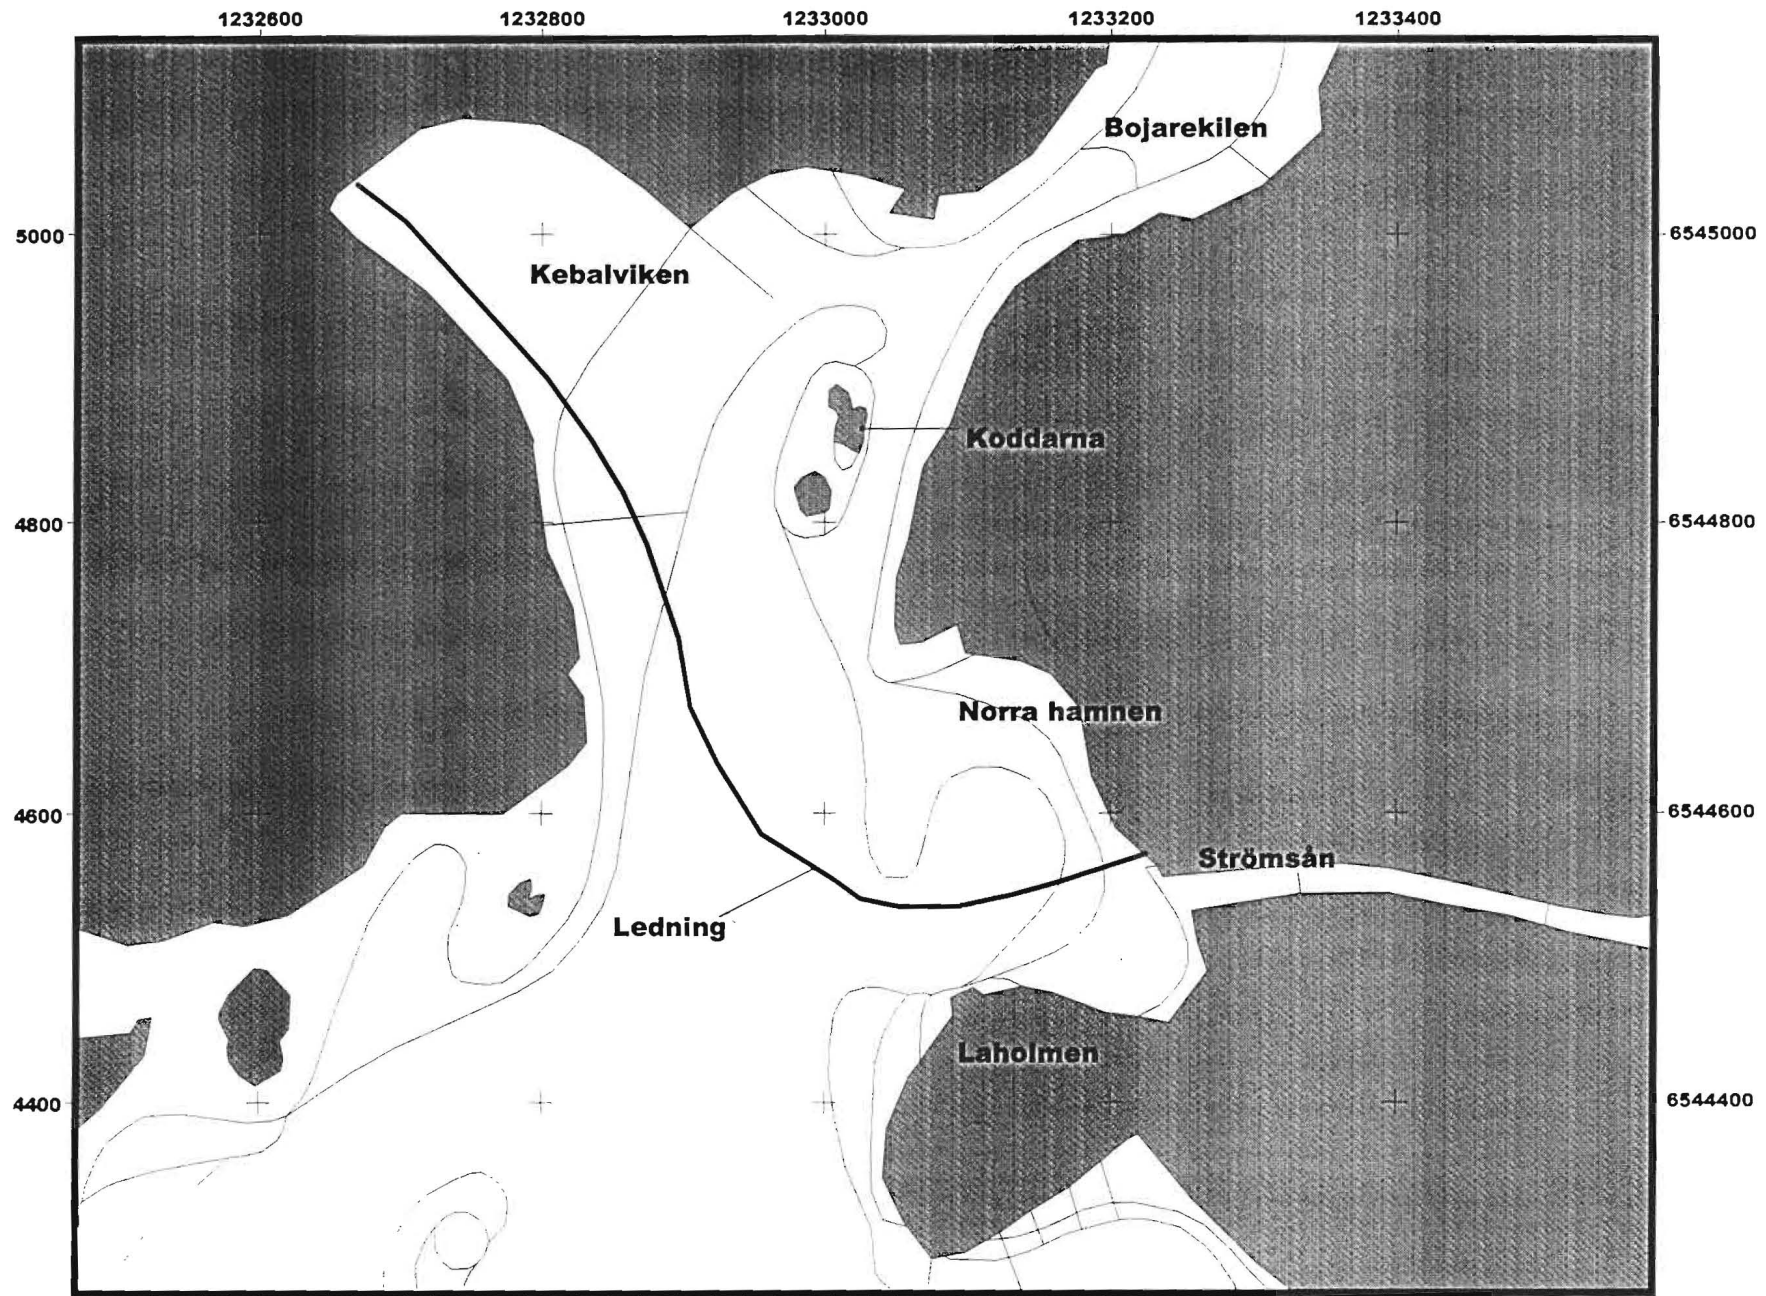 1232600 1232800 1233000 1233200 1233400
Bojarekilen
5000 6545000
Kebalviken
Koddarna
4800 6544800
Norra hamnen
4600 6544600
Strömsån
Ledning
Laholmen
4400 6544400